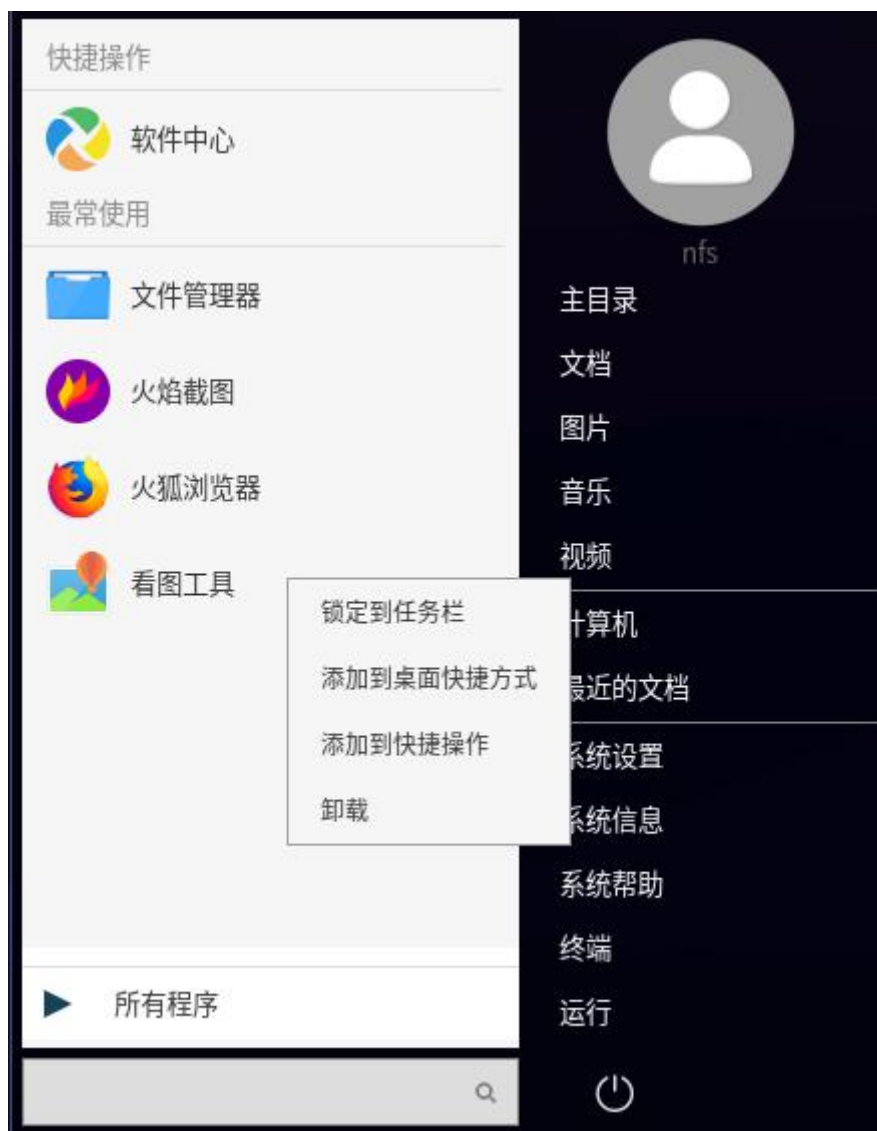 快捷操作
软件中心
最常使用
文件管理器
火焰截图
火狐浏览器
看图工具
锁定到任务栏
添加到桌面快捷方式
添加到快捷操作
卸载
所有程序
nfs
主目录
文档
图片
音乐
视频
算机
近的文档
统设置
统信息
系统帮助
终端
运行